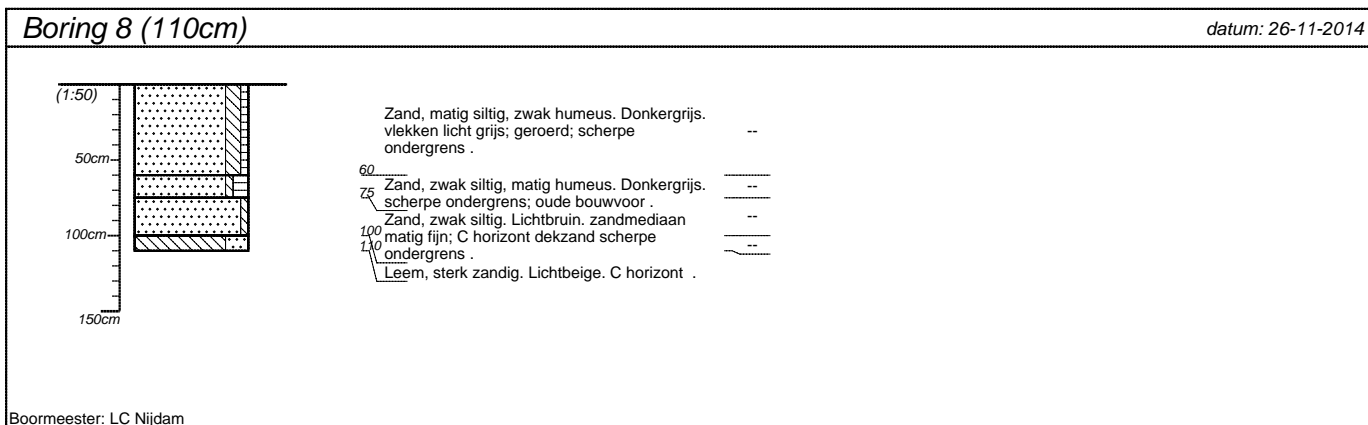 Boring 8 (110cm)
datum: 26-11-2014
(1:50)
50cm
100cm
150cm
Zand, matig siltig, zwak humeus. Donkergrijs.
vlekken licht grijs; geroerd; scherpe
ondergrens .
--
60
Zand, zwak siltig, matig humeus. Donkergrijs.
scherpe ondergrens; oude bouwvoor .
--
75
Zand, zwak siltig. Lichtbruin. zandmediaan
matig fijn; C horizont dekzand scherpe
ondergrens .
--
100
Leem, sterk zandig. Lichtbeige. C horizont .
--
110
Boormeester: LC Nijdam